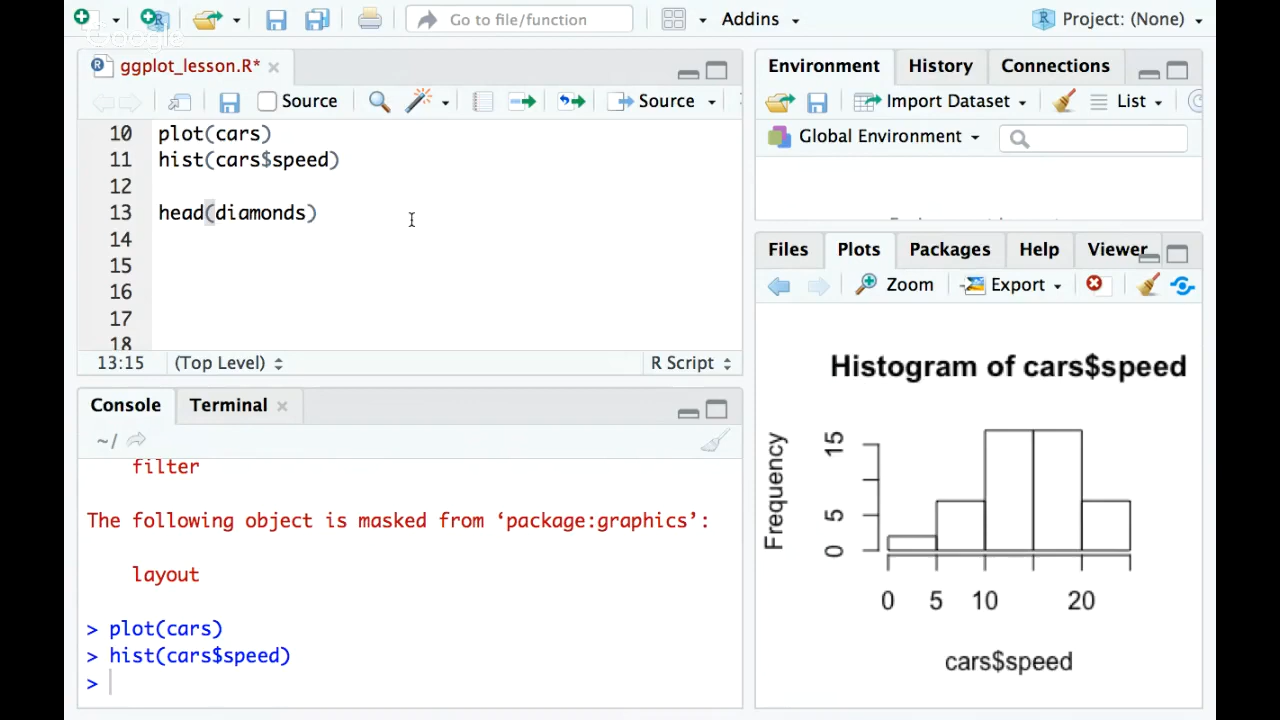 Go to file/function
Addins
Project: (None)
Google
ggplot_lesson.R*
Source
Source
10 plot(cars)
11 hist(cars$speed)
12
13 head(diamonds)
14
15
16
17
18
13:15 (Top Level) R Script
Console Terminal
~/
filter
The following object is masked from ‘package:graphics’:
layout
> plot(cars)
> hist(cars$speed)
>
Environment History Connections
Import Dataset List
Global Environment
Files Plots Packages Help Viewer
Zoom Export
Histogram of cars$speed
Frequency
0 5 15
0 5 10 20
cars$speed